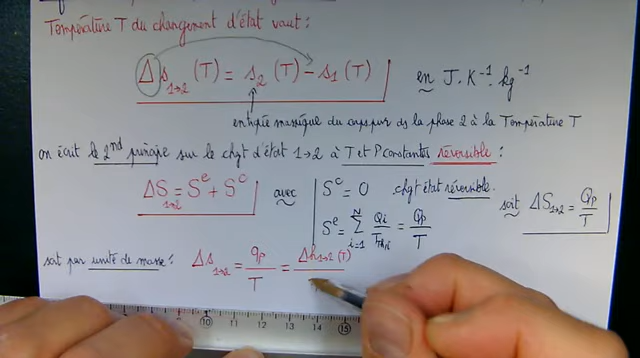 Température T du changement d'état vaut :
Δs₁→₂ (T) = s₂ (T) - s₁ (T) en J.K⁻¹.kg⁻¹
entropie massique du corps pur ds la phase 2 à la Température T
on écrit le 2nd principe sur le chgt d'état 1→2 à T et P constantes réversible :
ΔS₁→₂ = Sᵉ + Sᶜ avec Sᶜ = 0 chgt état réversible.
Sᵉ = Σᵢ₌₁ᴺ Qᵢ/Tₜₕ,ᵢ = Qp/T soit ΔS₁→₂ = Qp/T
soit par unité de masse : Δs₁→₂ = qp/T = Δh₁→₂ (T)
10 11 12 13 14 15